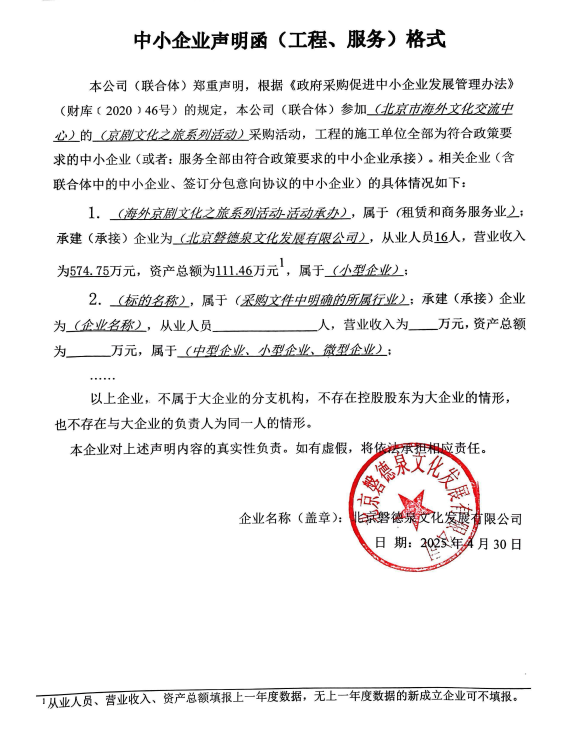 中小企业声明函（工程、服务）格式
本公司（联合体）郑重声明，根据《政府采购促进中小企业发展管理办法》
（财库﹝2020﹞46号）的规定，本公司（联合体）参加（北京市海外文化交流中
心）的（京剧文化之旅系列活动）采购活动，工程的施工单位全部为符合政策要
求的中小企业（或者：服务全部由符合政策要求的中小企业承接）。相关企业（含
联合体中的中小企业、签订分包意向协议的中小企业）的具体情况如下：
1．（海外京剧文化之旅系列活动-活动承办），属于（租赁和商务服务业）；
承建（承接）企业为（北京磐德泉文化发展有限公司），从业人员16人，营业收入
为574.75万元，资产总额为111.46万元1，属于（小型企业）；
2．（标的名称），属于（采购文件中明确的所属行业）；承建（承接）企业
为（企业名称），从业人员____________人，营业收入为____万元，资产总额
为______万元，属于（中型企业、小型企业、微型企业）；
……
以上企业，不属于大企业的分支机构，不存在控股股东为大企业的情形，
也不存在与大企业的负责人为同一人的情形。
本企业对上述声明内容的真实性负责。如有虚假，将依法承担相应责任。
企业名称（盖章）：北京磐德泉文化发展有限公司
日 期：2025年4月30日
北京磐德泉文化发展有限公司
1从业人员、营业收入、资产总额填报上一年度数据，无上一年度数据的新成立企业可不填报。